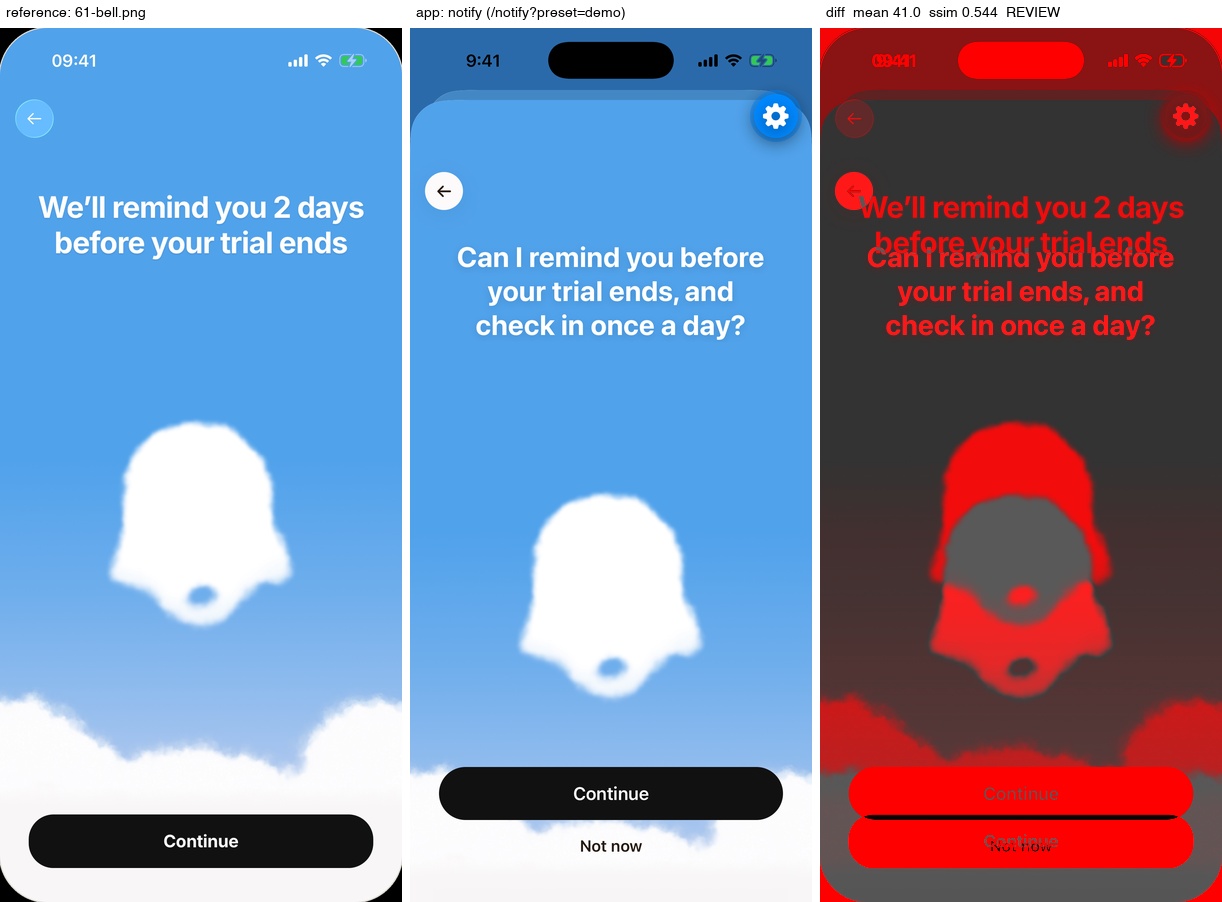 reference: 61-bell.png
app: notify (/notify?preset=demo)
diff  mean 41.0  ssim 0.544  REVIEW
09:41
We’ll remind you 2 days
before your trial ends
Continue
9:41
Can I remind you before
your trial ends, and
check in once a day?
Continue
Not now
We’ll remind you 2 days
before your trial ends
Can I remind you before
your trial ends, and
check in once a day?
Continue
Continue
Not now